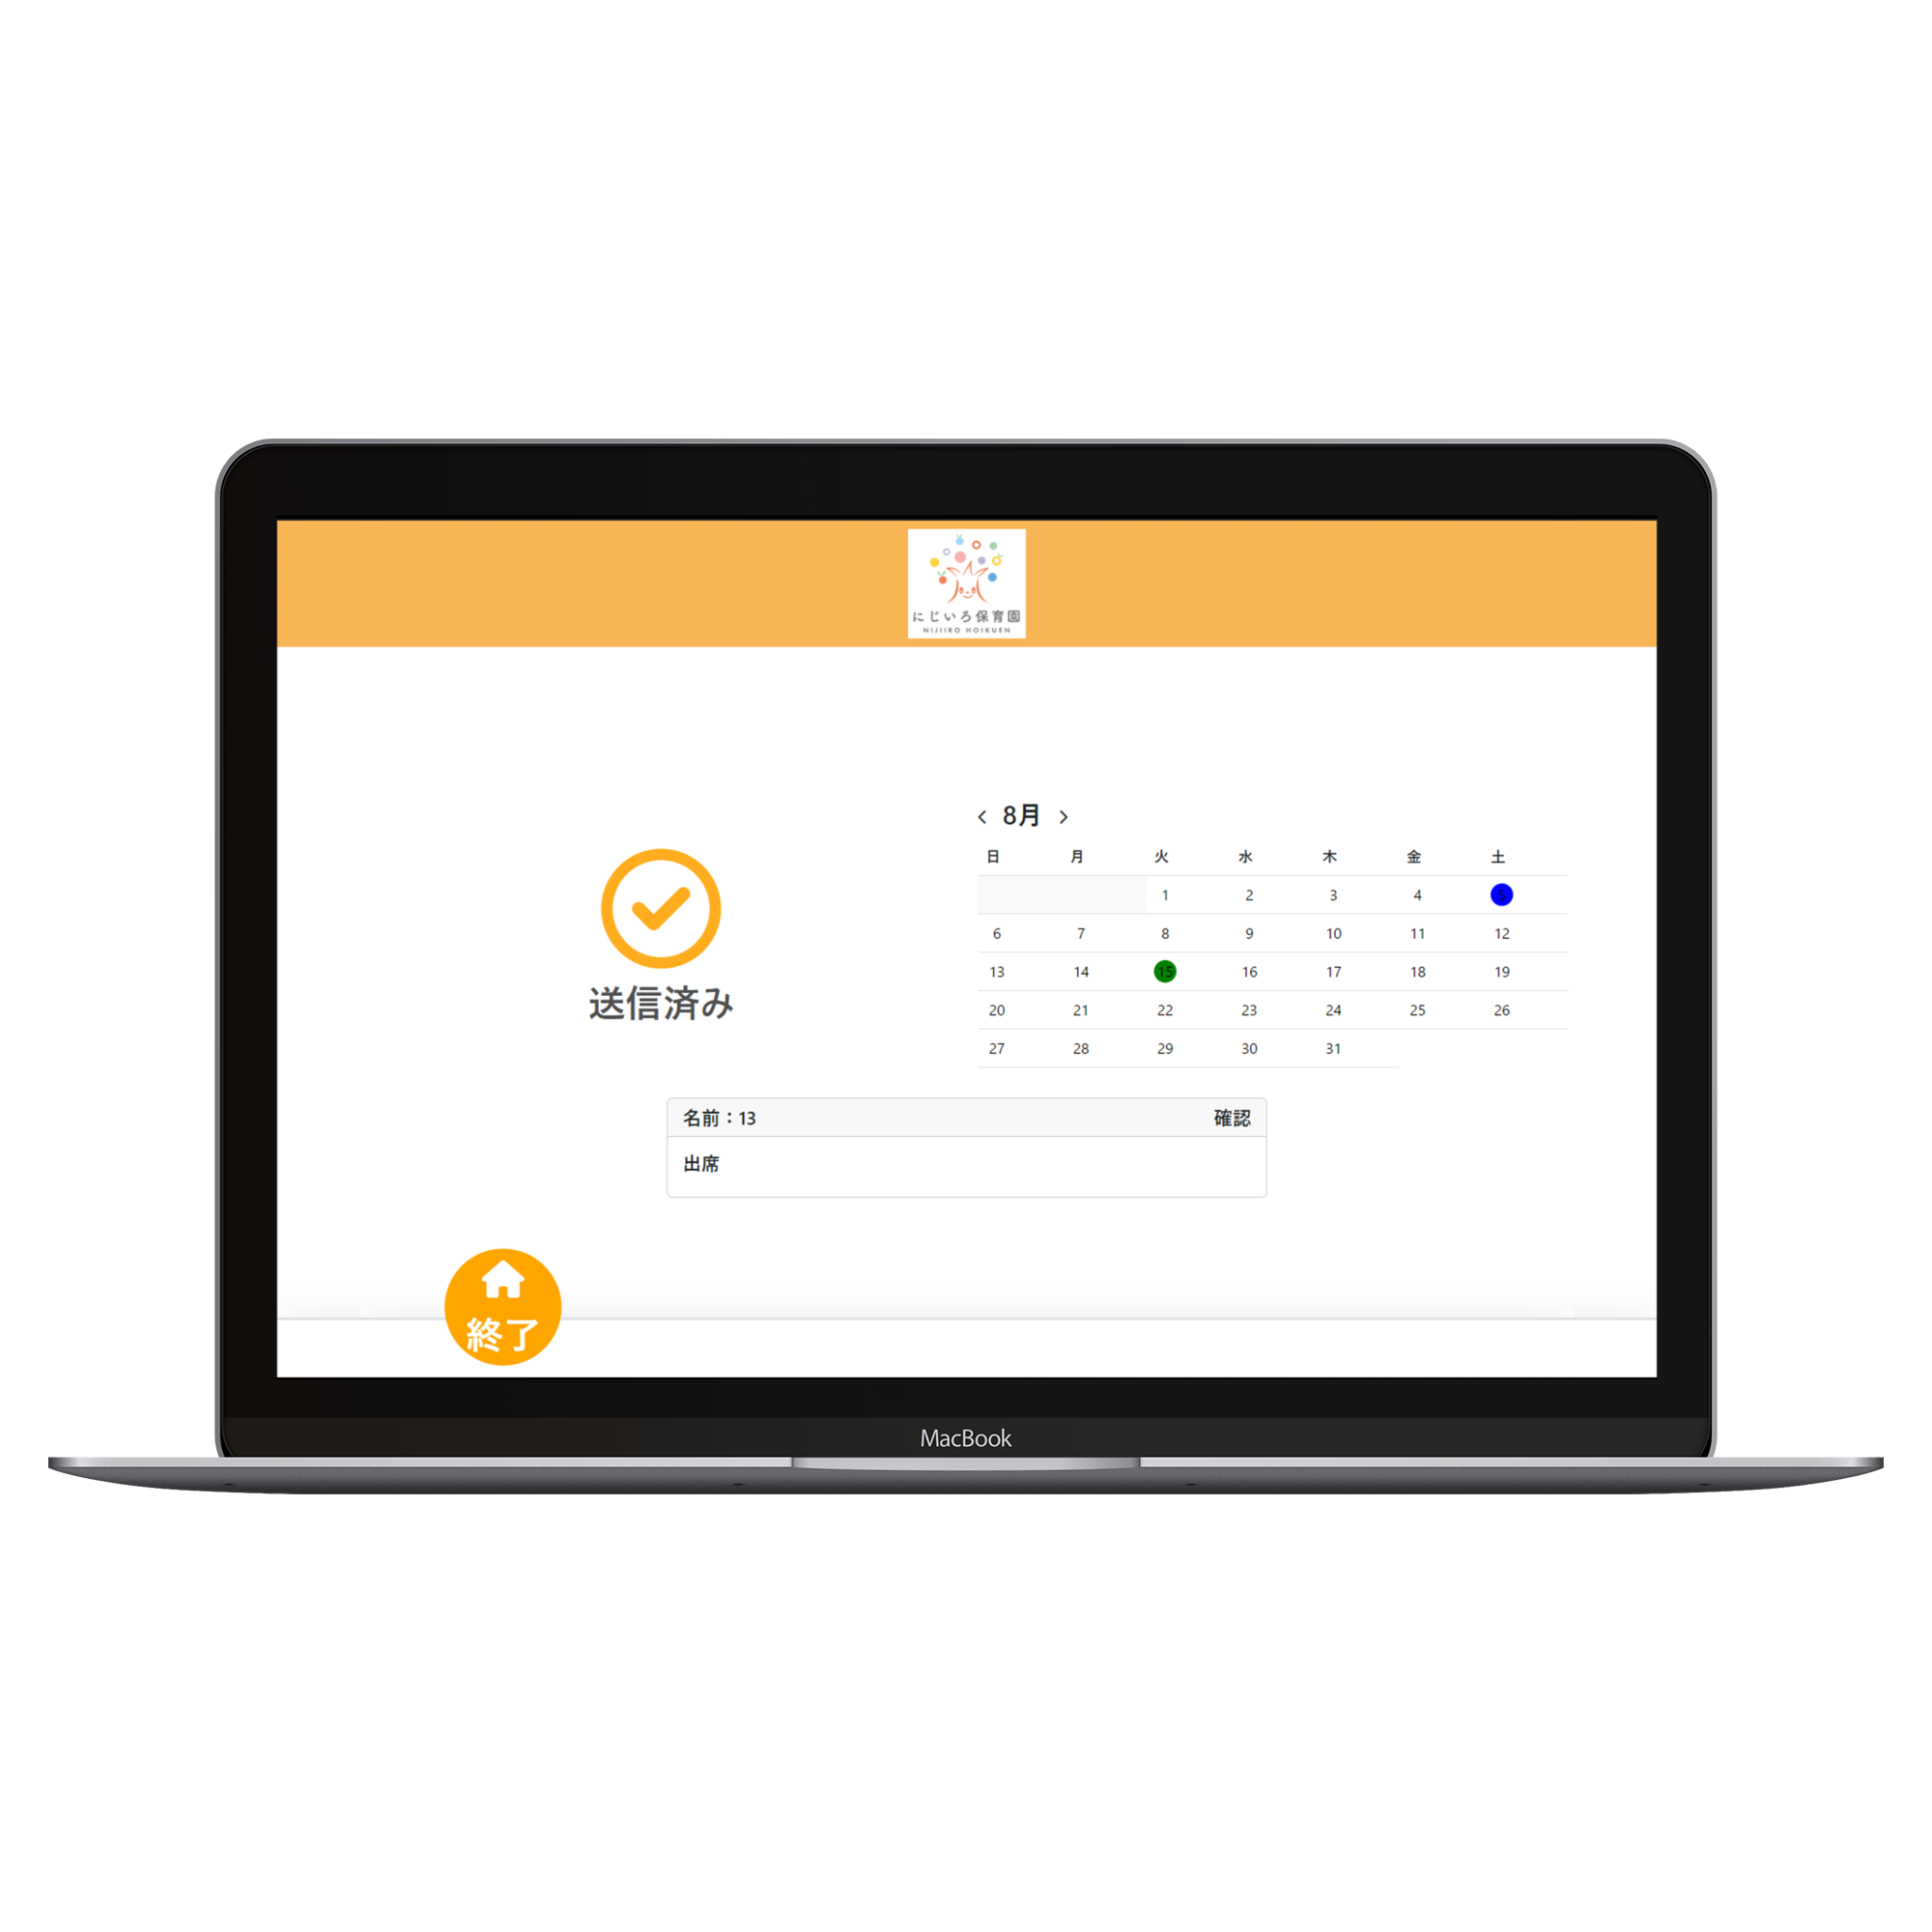 にじいろ保育園
NIJIIRO HOIKUEN
8月
日 月 火 水 木 金 土
1 2 3 4 5
6 7 8 9 10 11 12
13 14 15 16 17 18 19
20 21 22 23 24 25 26
27 28 29 30 31
送信済み
名前：13 確認
出席
終了
MacBook